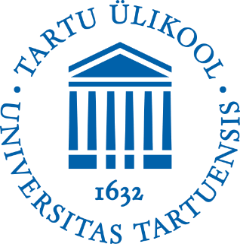 · TARTU ÜLIKOOL ·
UNIVERSITAS TARTUENSIS
1632